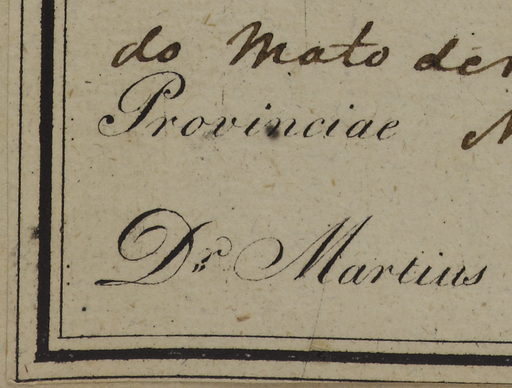 do Mato
Provinciae
Dr. Martius